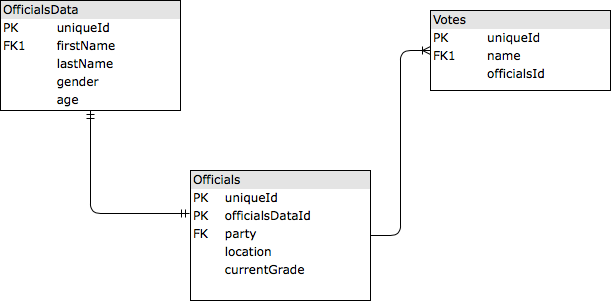 OfficialsData
PK uniqueId
FK1 firstName
lastName
gender
age
Votes
PK uniqueId
FK1 name
officialsId
Officials
PK uniqueId
PK officialsDataId
FK party
location
currentGrade